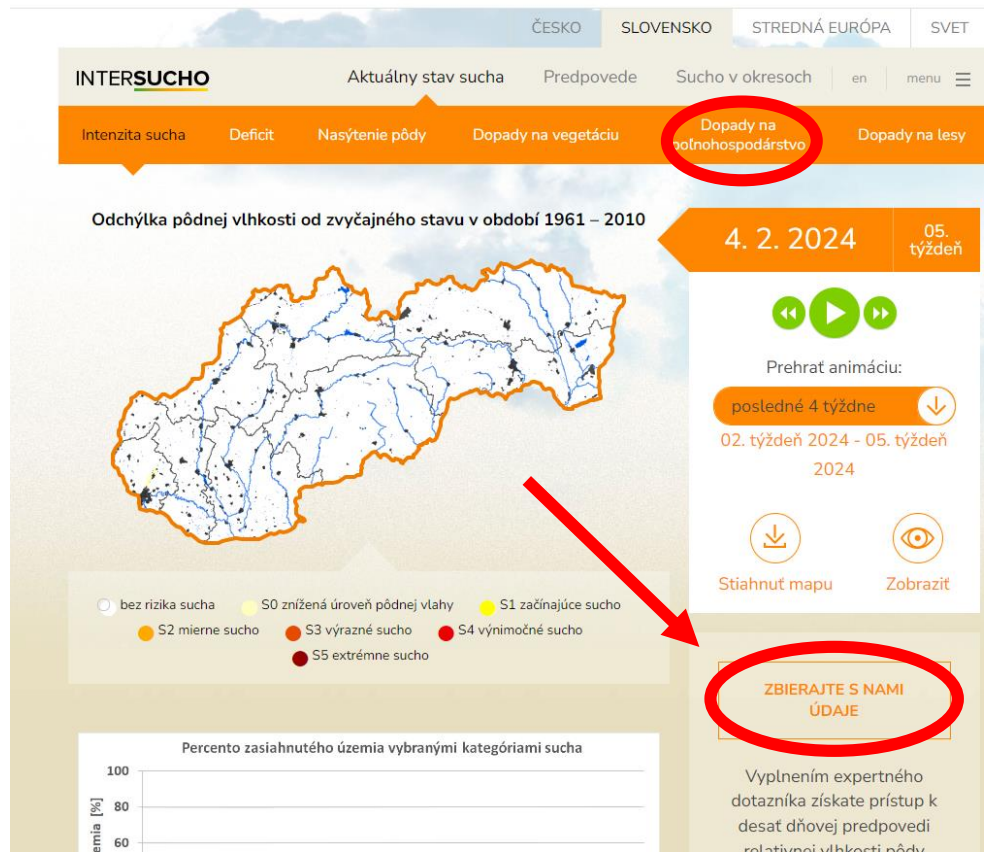 ČESKO SLOVENSKO STREDNÁ EURÓPA SVET
INTERSUCHO Aktuálny stav sucha Predpovede Sucho v okresoch en menu
Intenzita sucha Deficit Nasýtenie pôdy Dopady na vegetáciu Dopady na poľnohospodárstvo Dopady na lesy
Odchýlka pôdnej vlhkosti od zvyčajného stavu v období 1961 – 2010
4. 2. 2024 05. týždeň
Prehrať animáciu:
posledné 4 týždne
02. týždeň 2024 - 05. týždeň
2024
Stiahnuť mapu Zobraziť
bez rizika sucha S0 znížená úroveň pôdnej vlahy S1 začínajúce sucho
S2 mierne sucho S3 výrazné sucho S4 výnimočné sucho
S5 extrémne sucho
ZBIERAJTE S NAMI
ÚDAJE
Vyplnením expertného
dotazníka získate prístup k
desať dňovej predpovedi
relatívnej vlhkosti pôdy
Percento zasiahnutého územia vybranými kategóriami sucha
100
80
60
[%]